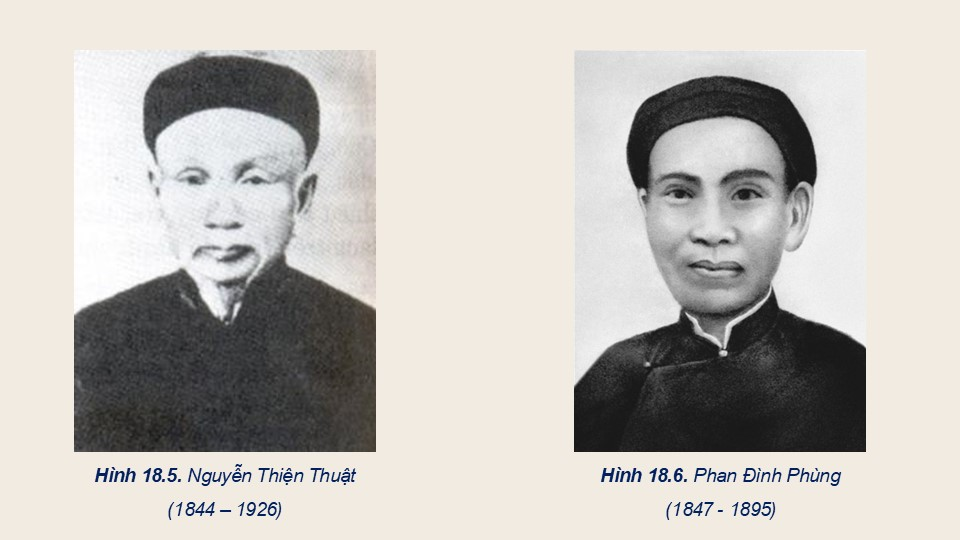 Hình 18.5. Nguyễn Thiện Thuật
(1844 – 1926)
Hình 18.6. Phan Đình Phùng
(1847 - 1895)